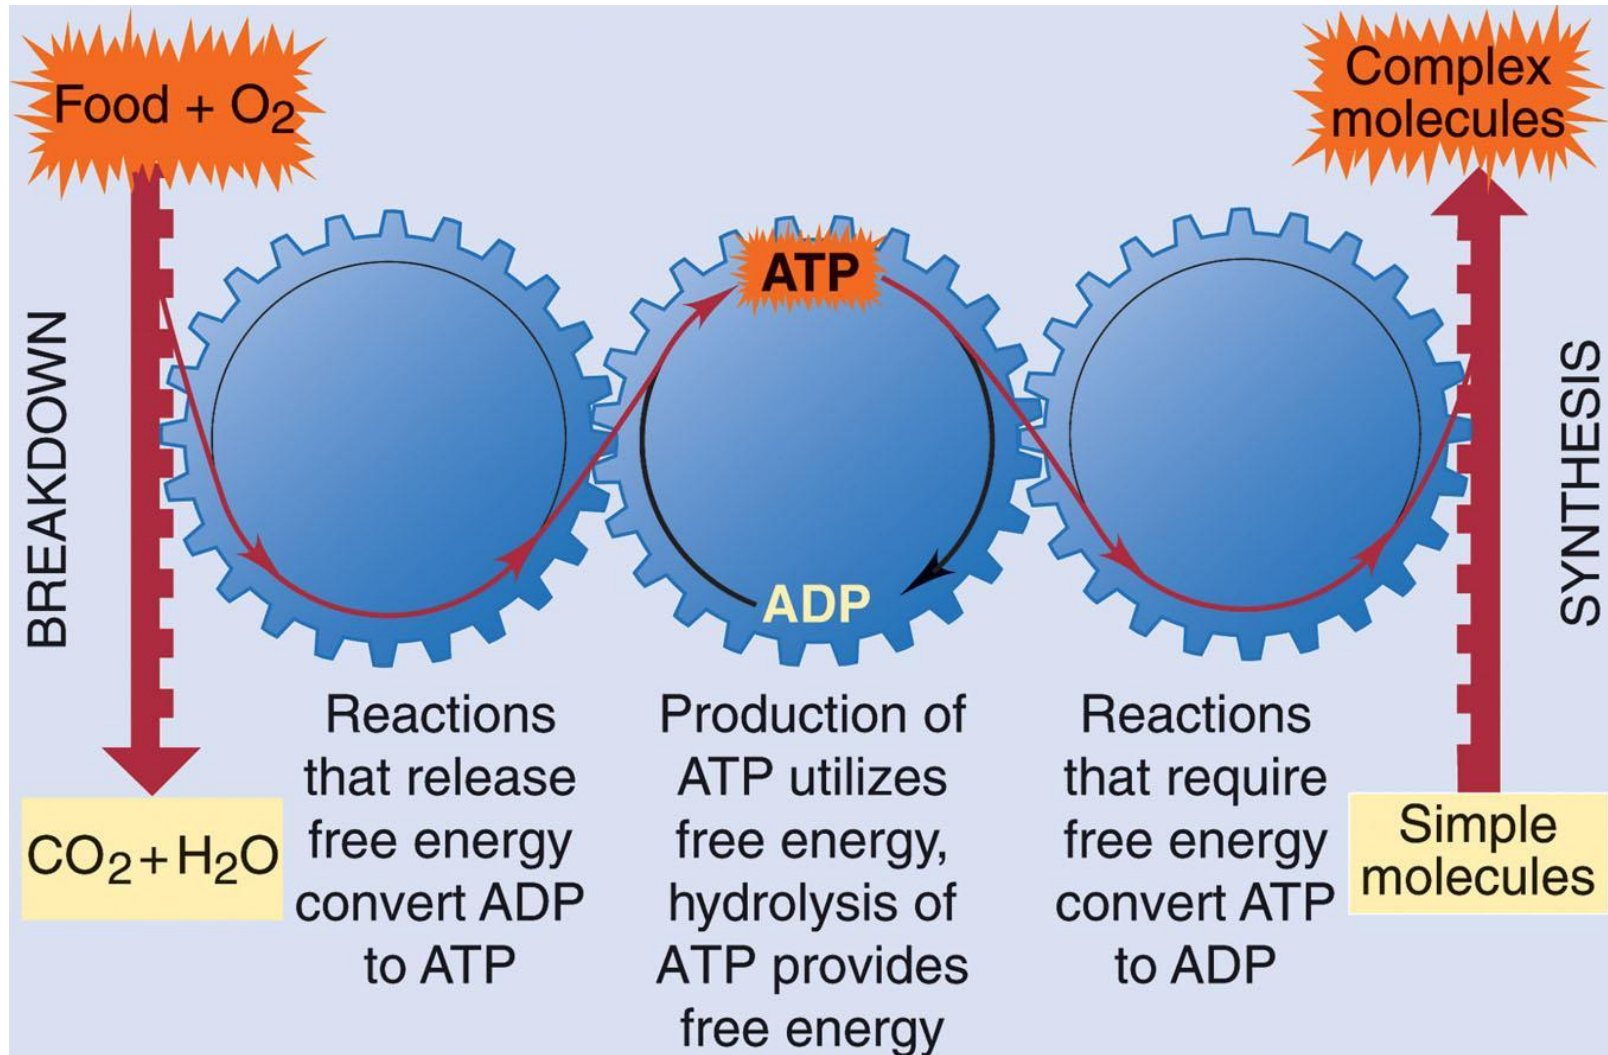 Food + O₂
BREAKDOWN
CO₂ + H₂O
Reactions
that release
free energy
convert ADP
to ATP
ATP
ADP
Production of
ATP utilizes
free energy,
hydrolysis of
ATP provides
free energy
Reactions
that require
free energy
convert ATP
to ADP
Complex
molecules
SYNTHESIS
Simple
molecules